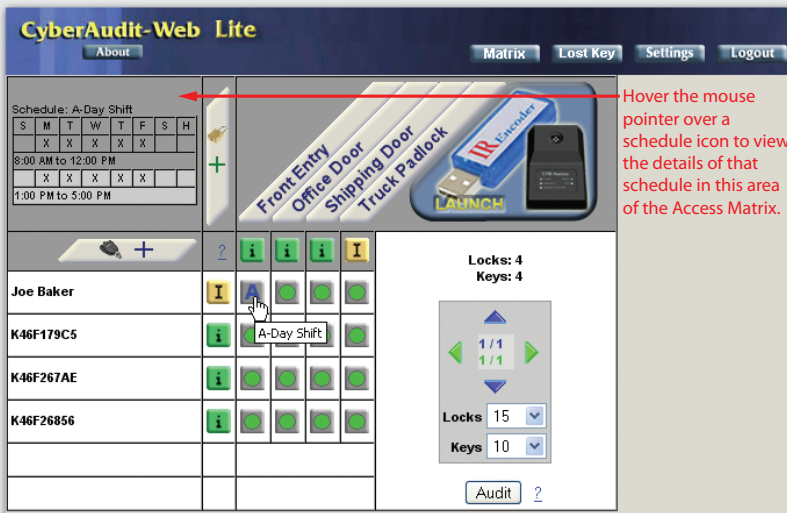 CyberAudit-Web Lite
About
Matrix Lost Key Settings Logout
Schedule: A-Day Shift
S M T W T F S H
X X X X X
8:00 AM to 12:00 PM
X X X X X
1:00 PM to 5:00 PM
Front Entry
Office Door
Shipping Door
Truck Padlock
IR Encoder
LAUNCH
Hover the mouse
pointer over a
schedule icon to view
the details of that
schedule in this area
of the Access Matrix.
+
+ ? i i i I
Joe Baker I A
A-Day Shift
K46F179C5 i
K46F267AE i
K46F26856 i
Locks: 4
Keys: 4
1/1
1/1
Locks 15
Keys 10
Audit ?